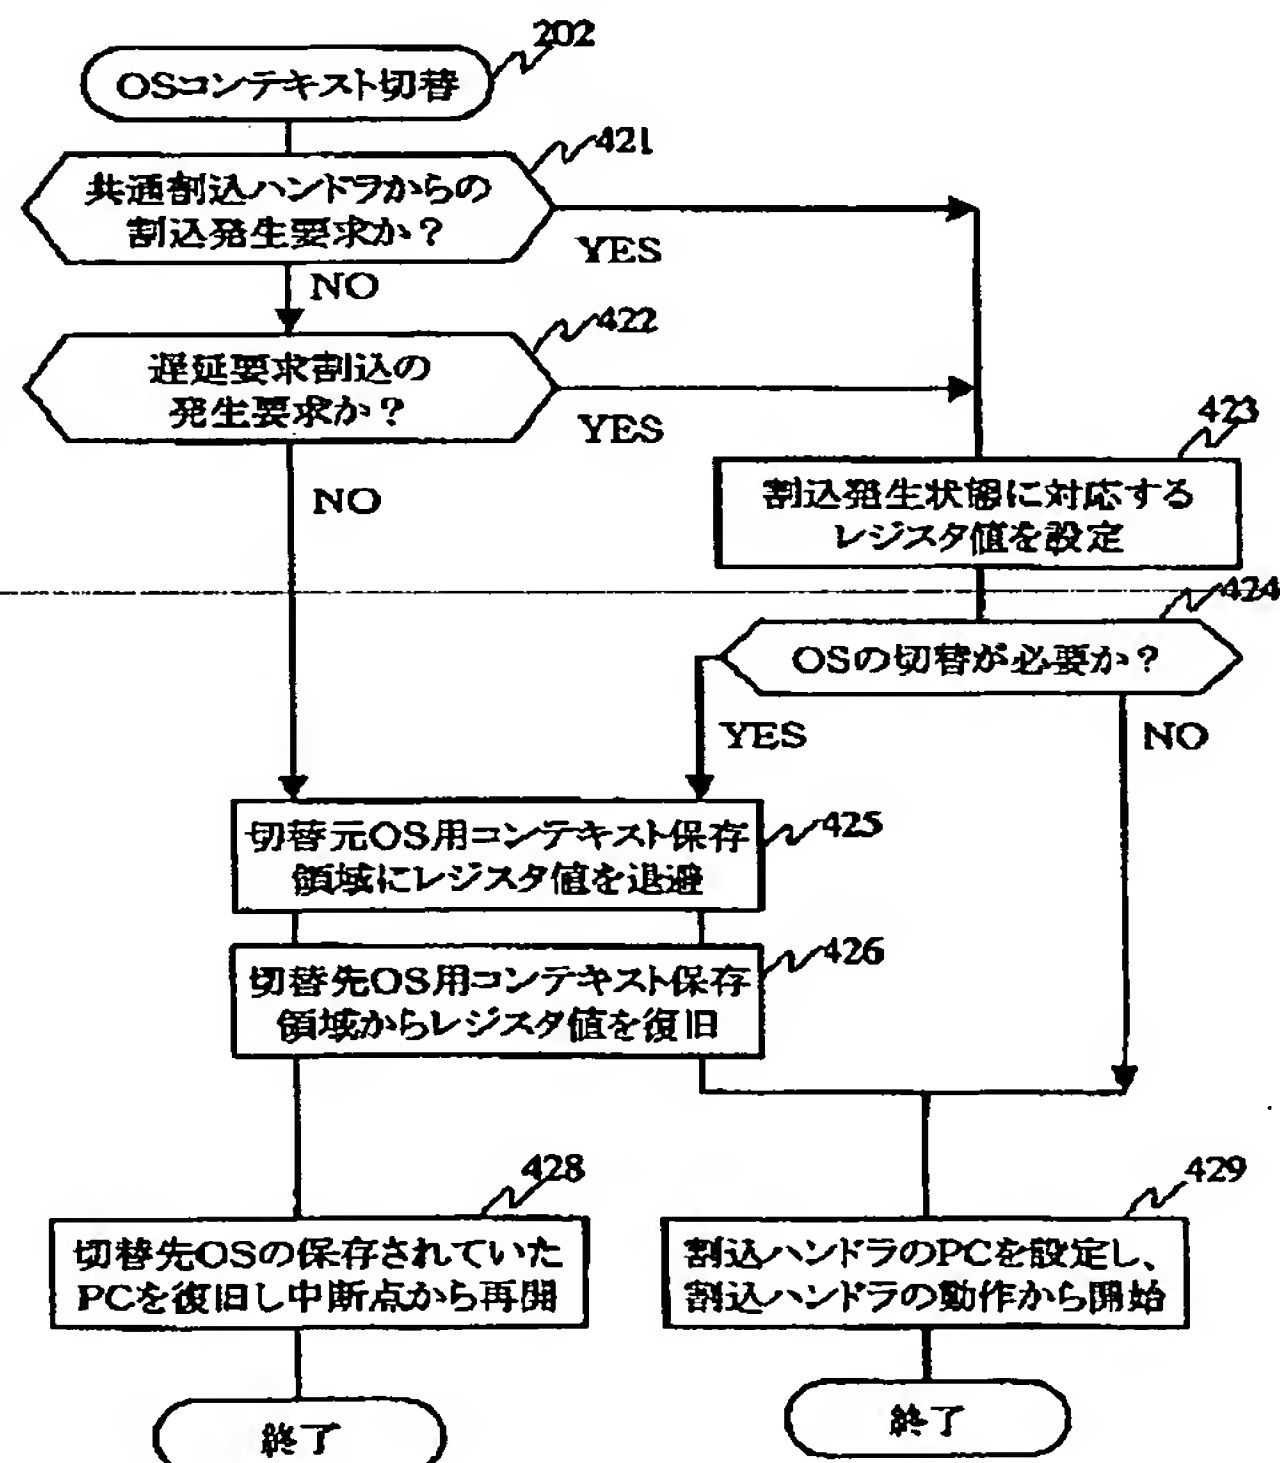 202
OSコンテキスト切替
421
共通割込ハンドラからの
割込発生要求か？
YES
NO
422
遅延要求割込の
発生要求か？
YES
423
NO
割込発生状態に対応する
レジスタ値を設定
424
OSの切替が必要か？
YES
NO
切替元OS用コンテキスト保存
領域にレジスタ値を退避
425
切替先OS用コンテキスト保存
領域からレジスタ値を復旧
426
428
切替先OSの保存されていた
PCを復旧し中断点から再開
429
割込ハンドラのPCを設定し、
割込ハンドラの動作から開始
終了
終了